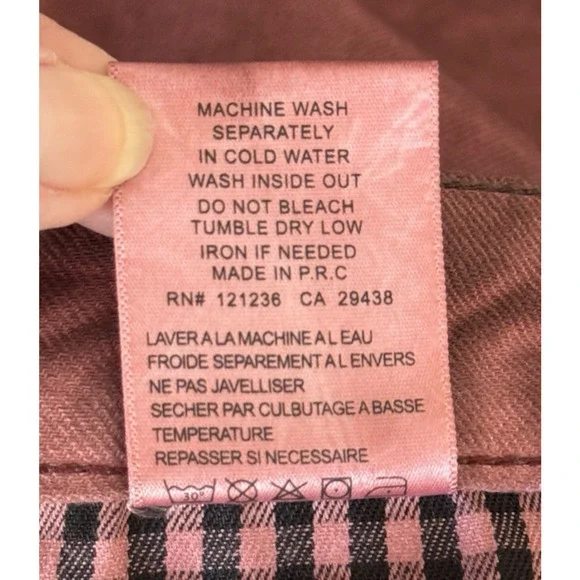 MACHINE WASH
SEPARATELY
IN COLD WATER
WASH INSIDE OUT
DO NOT BLEACH
TUMBLE DRY LOW
IRON IF NEEDED
MADE IN P.R.C
RN# 121236 CA 29438
LAVER A LA MACHINE A L EAU
FROIDE SEPAREMENT A L ENVERS
NE PAS JAVELLISER
SECHER PAR CULBUTAGE A BASSE
TEMPERATURE
REPASSER SI NECESSAIRE
30°